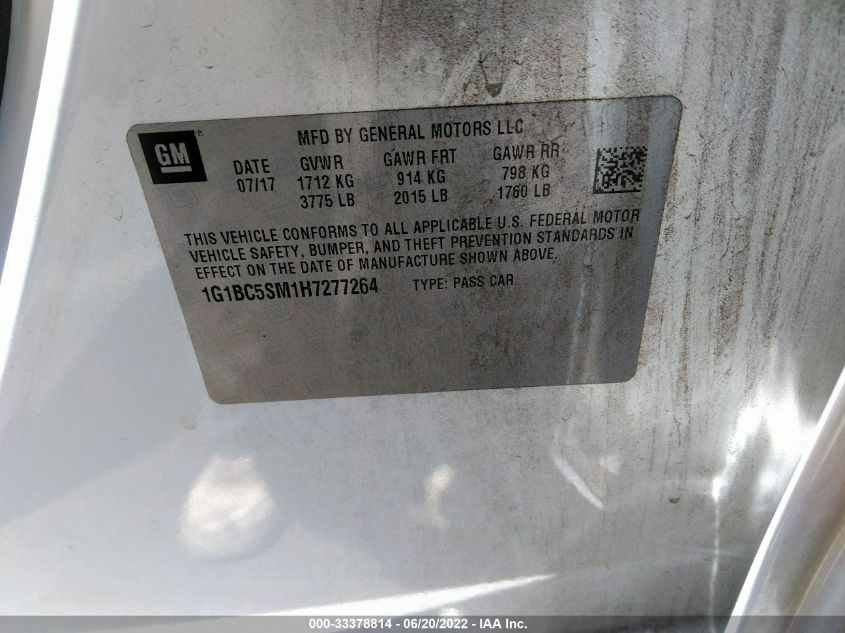 GM
MFD BY GENERAL MOTORS LLC
DATE GVWR GAWR FRT GAWR RR
07/17 1712 KG 914 KG 798 KG
3775 LB 2015 LB 1760 LB
THIS VEHICLE CONFORMS TO ALL APPLICABLE U.S. FEDERAL MOTOR
VEHICLE SAFETY, BUMPER, AND THEFT PREVENTION STANDARDS IN
EFFECT ON THE DATE OF MANUFACTURE SHOWN ABOVE.
1G1BC5SM1H7277264 TYPE: PASS CAR
000-33378814 - 06/20/2022 - IAA Inc.